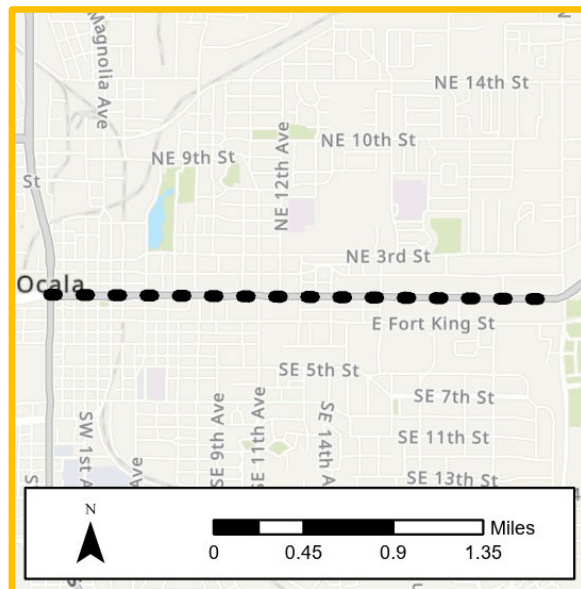 Magnolia Ave
NE 14th St
NE 10th St
NE 9th St
St
NE 12th Ave
NE 3rd St
Ocala
E Fort King St
SE 5th St
SE 7th St
SE 9th Ave
SE 11th Ave
SE 14th A
SE 11th St
SW 1st A
Ave
SE 13th St
S
N
Miles
0 0.45 0.9 1.35